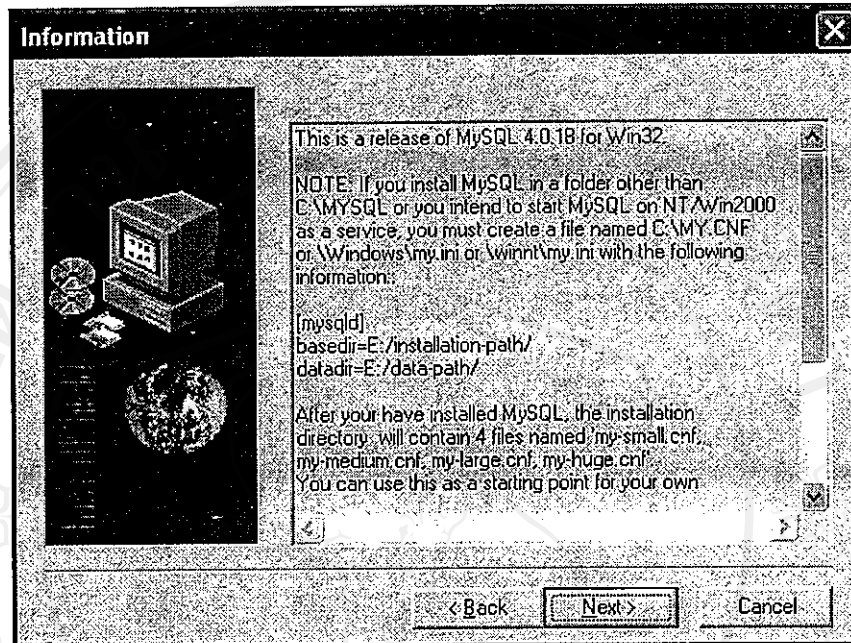 Information
This is a release of MySQL 4.0.18 for Win32.
NOTE: If you install MySQL in a folder other than
C:\MYSQL or you intend to start MySQL on NT/Win2000
as a service, you must create a file named C:\MY.CNF
or \Windows\my.ini or \winnt\my.ini with the following
information::
[mysqld]
basedir=E:/installation-path/
datadir=E:/data-path/
After your have installed MySQL, the installation
directory will contain 4 files named 'my-small.cnf,
my-medium.cnf, my-large.cnf, my-huge.cnf'.
You can use this as a starting point for your own
< Back
Next >
Cancel